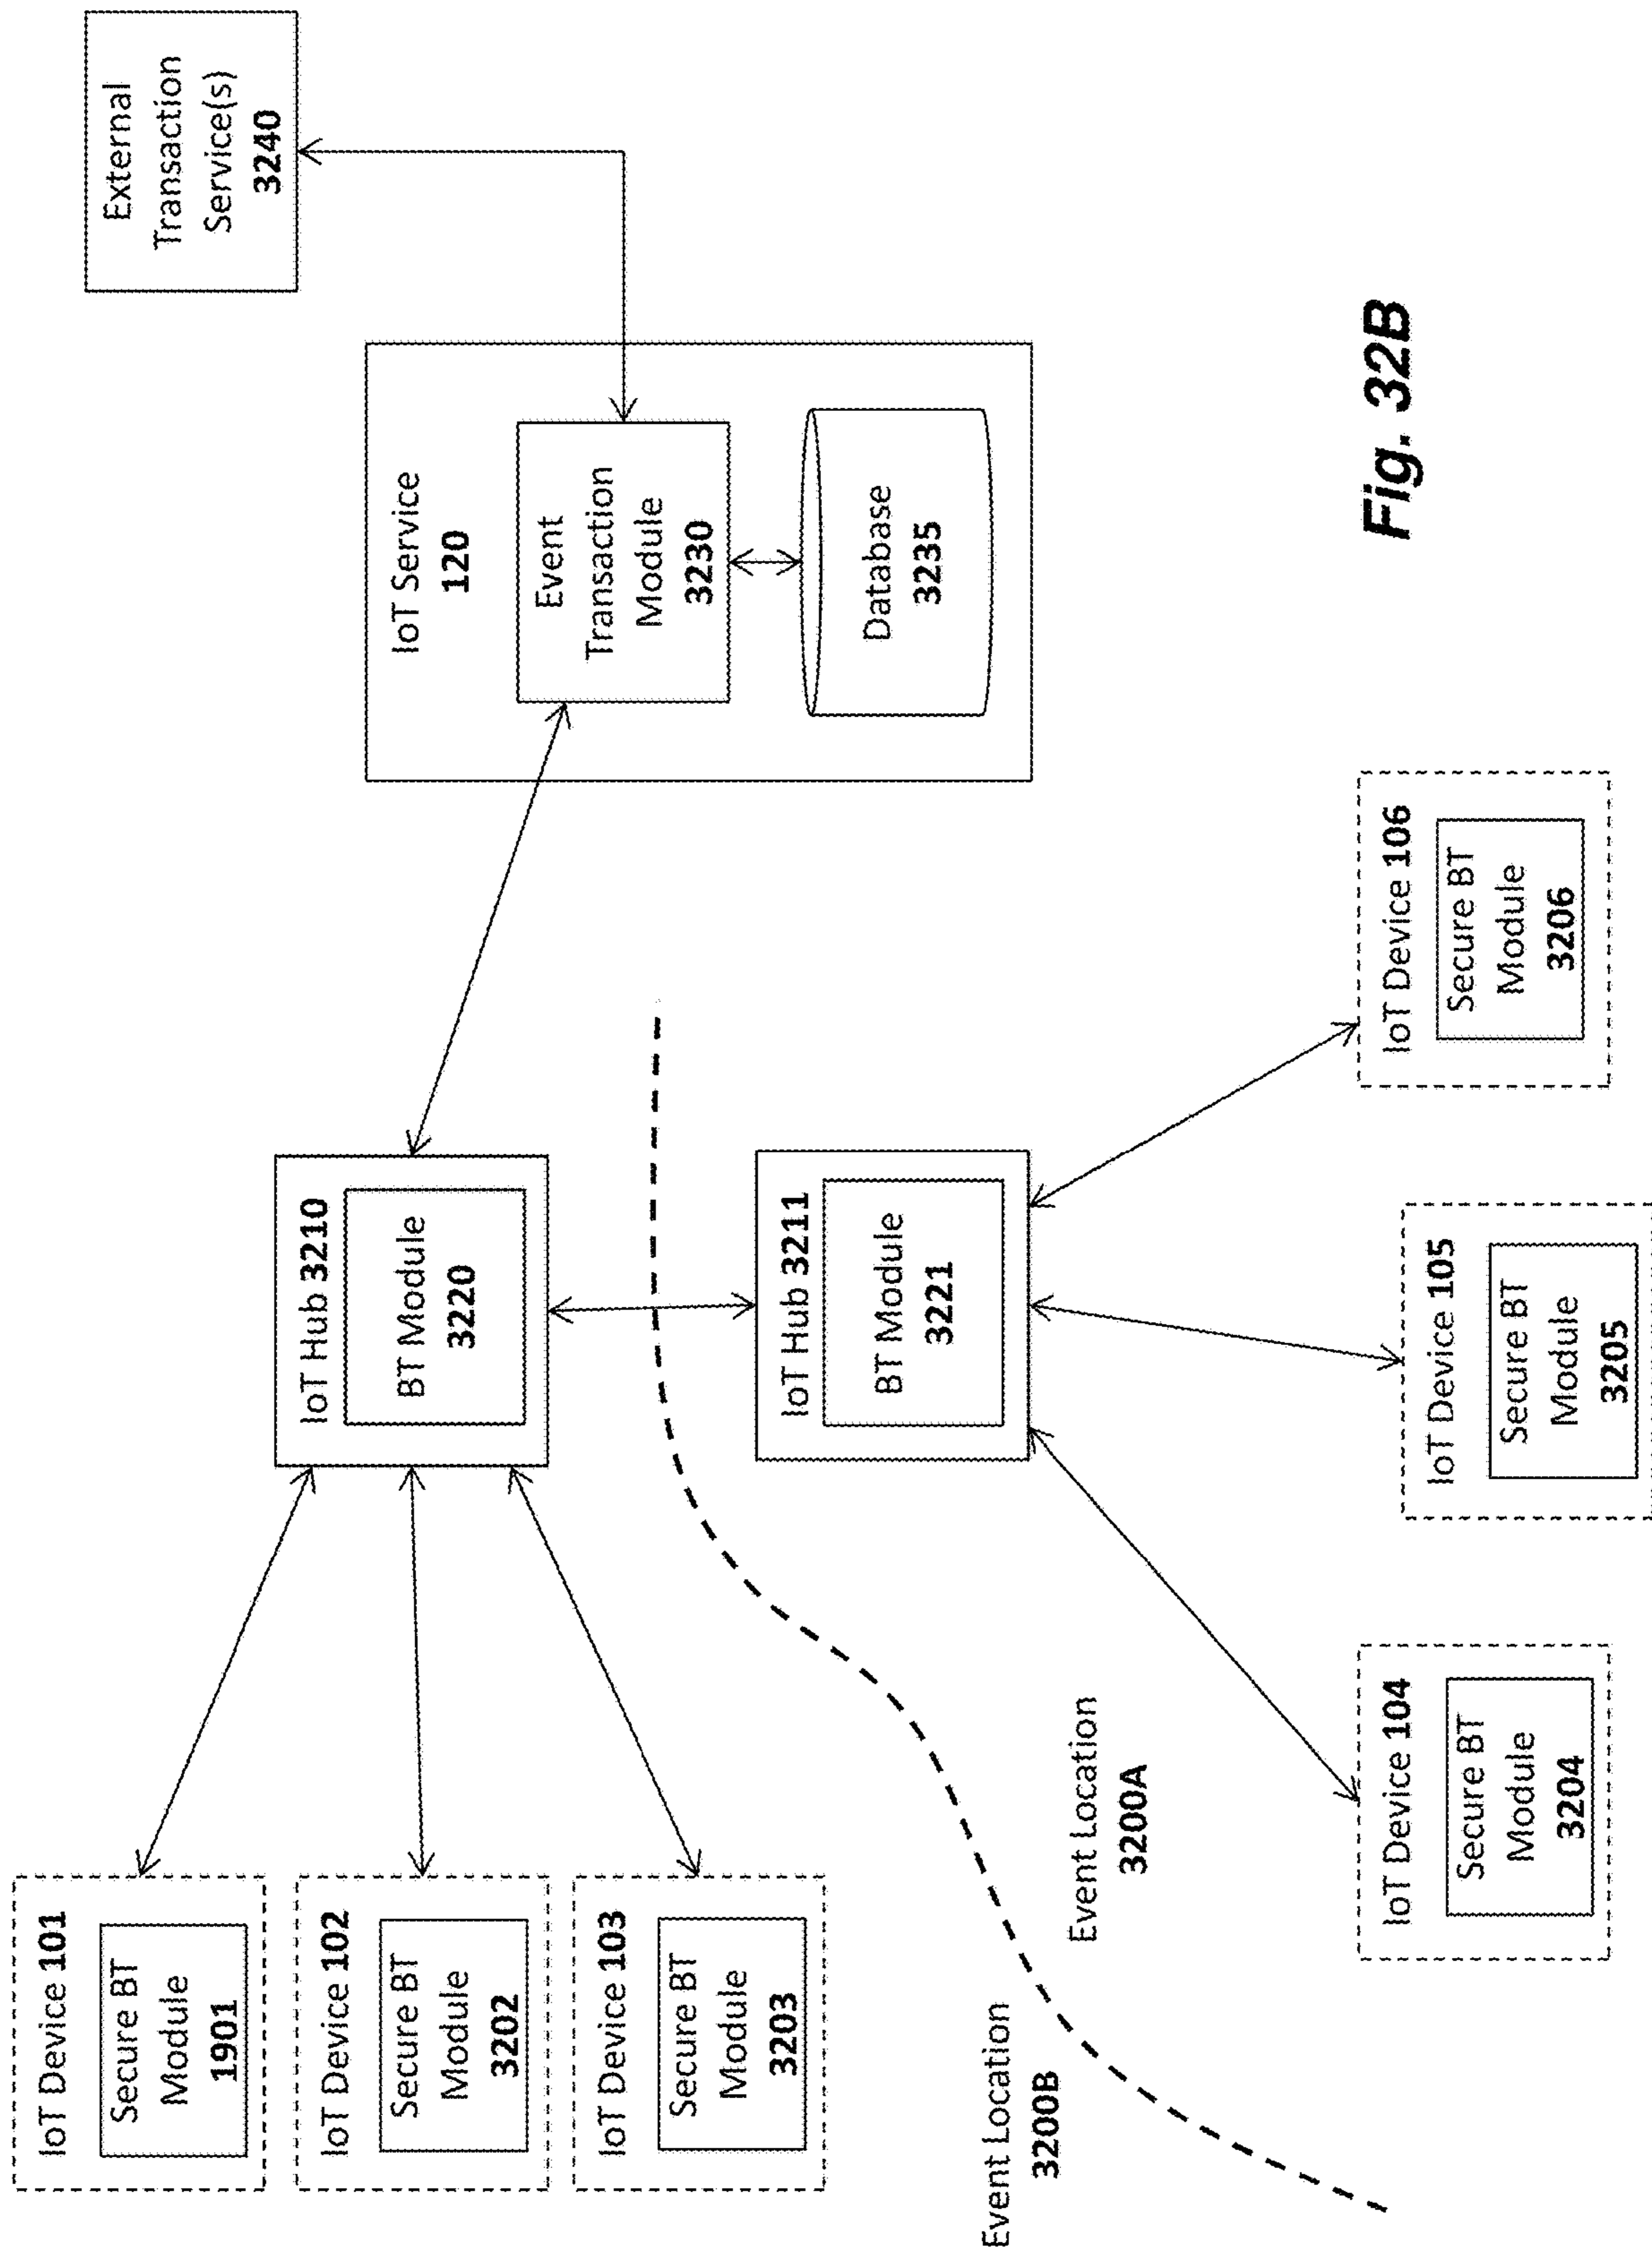 IoT Device 101
Secure BT
Module
1901
IoT Device 102
Secure BT
Module
3202
IoT Device 103
Secure BT
Module
3203
IoT Hub 3210
BT Module
3220
IoT Service
120
Event
Transaction
Module
3230
Database
3235
External
Transaction
Service(s)
3240
Event Location
3200B
Event Location
3200A
IoT Hub 3211
BT Module
3221
IoT Device 104
Secure BT
Module
3204
IoT Device 105
Secure BT
Module
3205
IoT Device 106
Secure BT
Module
3206
Fig. 32B